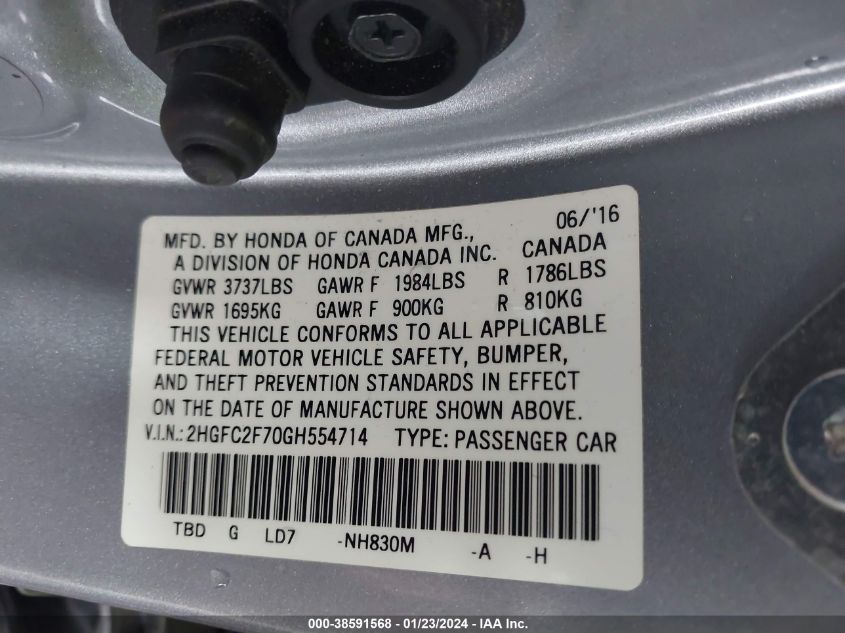 06/'16
MFD. BY HONDA OF CANADA MFG.,
A DIVISION OF HONDA CANADA INC. CANADA
GVWR 3737LBS GAWR F 1984LBS R 1786LBS
GVWR 1695KG GAWR F 900KG R 810KG
THIS VEHICLE CONFORMS TO ALL APPLICABLE
FEDERAL MOTOR VEHICLE SAFETY, BUMPER,
AND THEFT PREVENTION STANDARDS IN EFFECT
ON THE DATE OF MANUFACTURE SHOWN ABOVE.
V.I.N.: 2HGFC2F70GH554714 TYPE: PASSENGER CAR
TBD G LD7 -NH830M -A -H
000-38591568 - 01/23/2024 - IAA Inc.